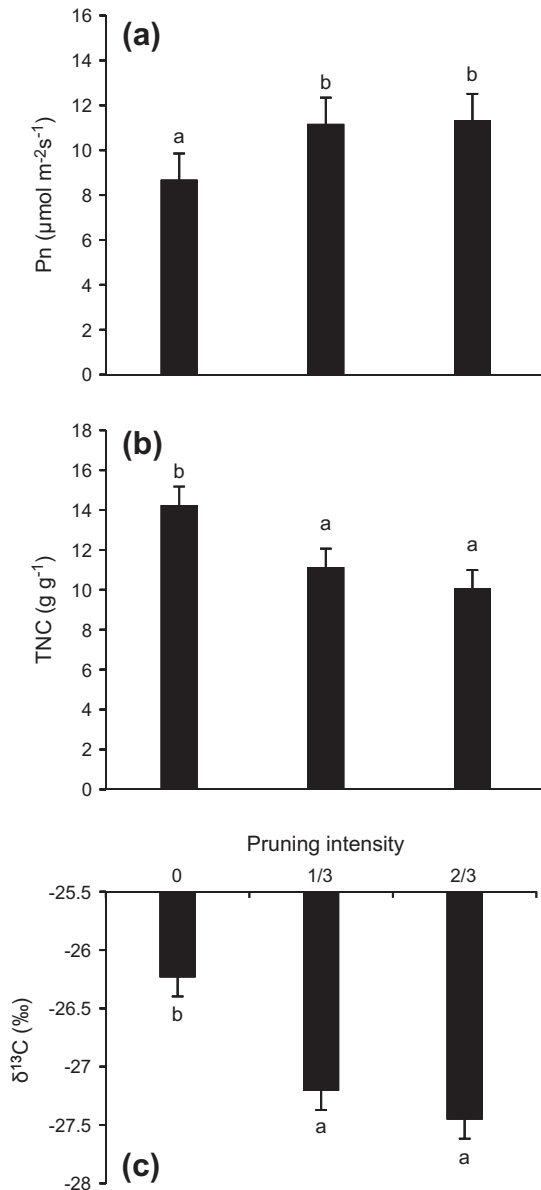 (a)
16
14
12
10
8
6
4
2
0
Pn (µmol m⁻²s⁻¹)
a
b
b
(b)
18
16
14
12
10
8
6
4
2
0
TNC (g g⁻¹)
b
a
a
Pruning intensity
0 1/3 2/3
-25.5
-26
-26.5
-27
-27.5
-28
δ¹³C (‰)
b
a
a
(c)